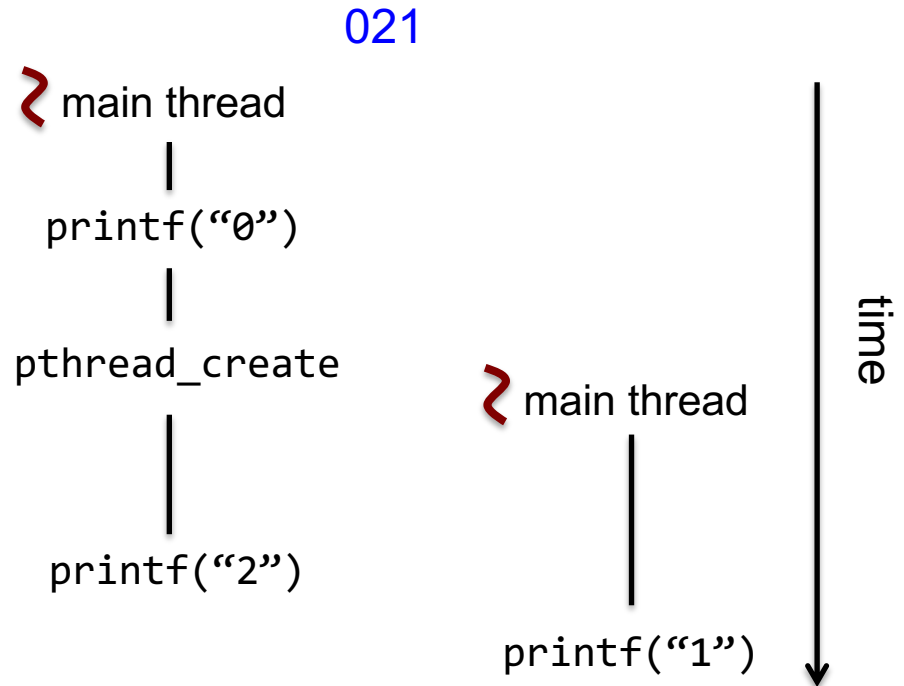 021
main thread
printf(“0”)
pthread_create
main thread
printf(“2”)
printf(“1”)
time